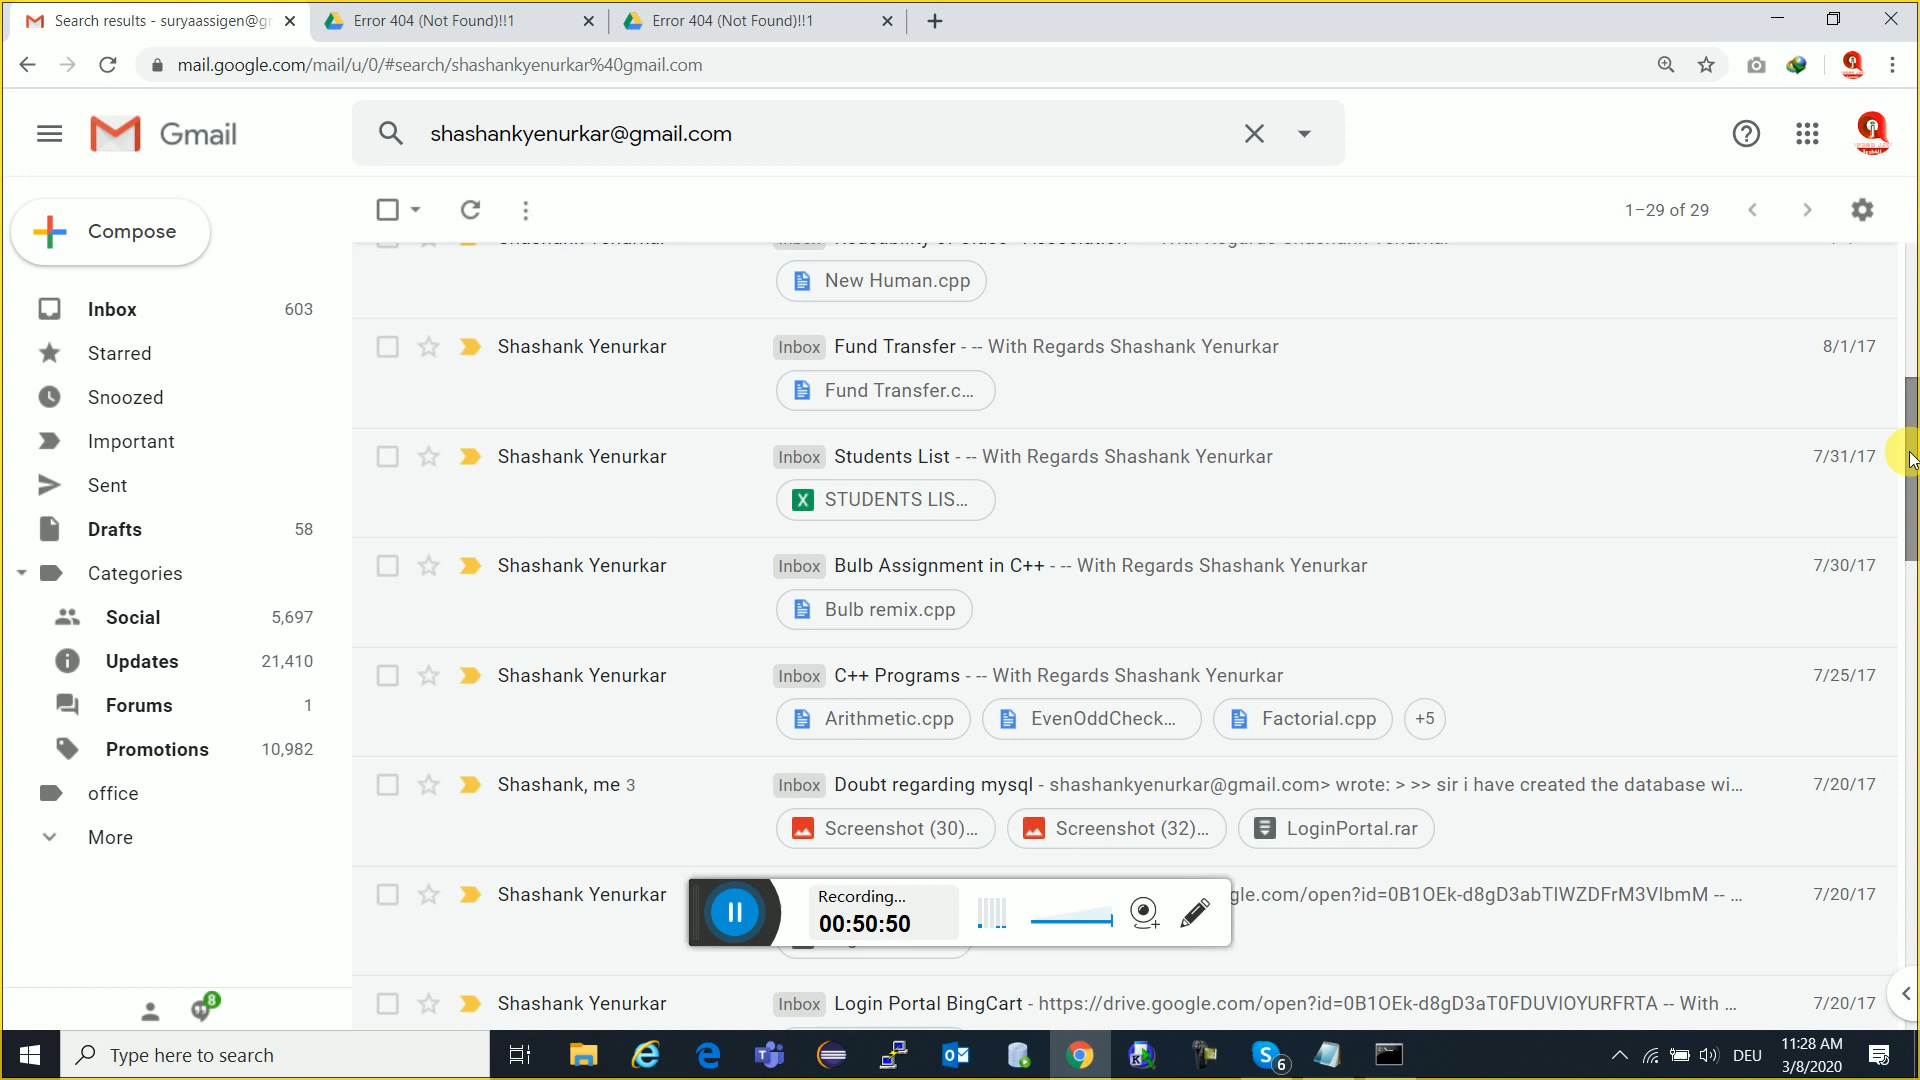 Search results - suryaassigen@gr
Error 404 (Not Found)!!1
Error 404 (Not Found)!!1
mail.google.com/mail/u/0/#search/shashankyenurkar%40gmail.com
Gmail
shashankyenurkar@gmail.com
Compose
1–29 of 29
Inbox 603
Starred
Snoozed
Important
Sent
Drafts 58
Categories
Social 5,697
Updates 21,410
Forums 1
Promotions 10,982
office
More
8
New Human.cpp
Shashank Yenurkar Inbox Fund Transfer - -- With Regards Shashank Yenurkar 8/1/17
Fund Transfer.c...
Shashank Yenurkar Inbox Students List - -- With Regards Shashank Yenurkar 7/31/17
STUDENTS LIS...
Shashank Yenurkar Inbox Bulb Assignment in C++ - -- With Regards Shashank Yenurkar 7/30/17
Bulb remix.cpp
Shashank Yenurkar Inbox C++ Programs - -- With Regards Shashank Yenurkar 7/25/17
Arithmetic.cpp EvenOddCheck... Factorial.cpp +5
Shashank, me 3 Inbox Doubt regarding mysql - shashankyenurkar@gmail.com> wrote: > >> sir i have created the database wi... 7/20/17
Screenshot (30)... Screenshot (32)... LoginPortal.rar
Shashank Yenurkar gle.com/open?id=0B1OEk-d8gD3abTlWZDFrM3VlbmM -- ... 7/20/17
Recording...
00:50:50
Shashank Yenurkar Inbox Login Portal BingCart - https://drive.google.com/open?id=0B1OEk-d8gD3aT0FDUVIOYURFRTA -- With ... 7/20/17
Type here to search
6
DEU
11:28 AM
3/8/2020